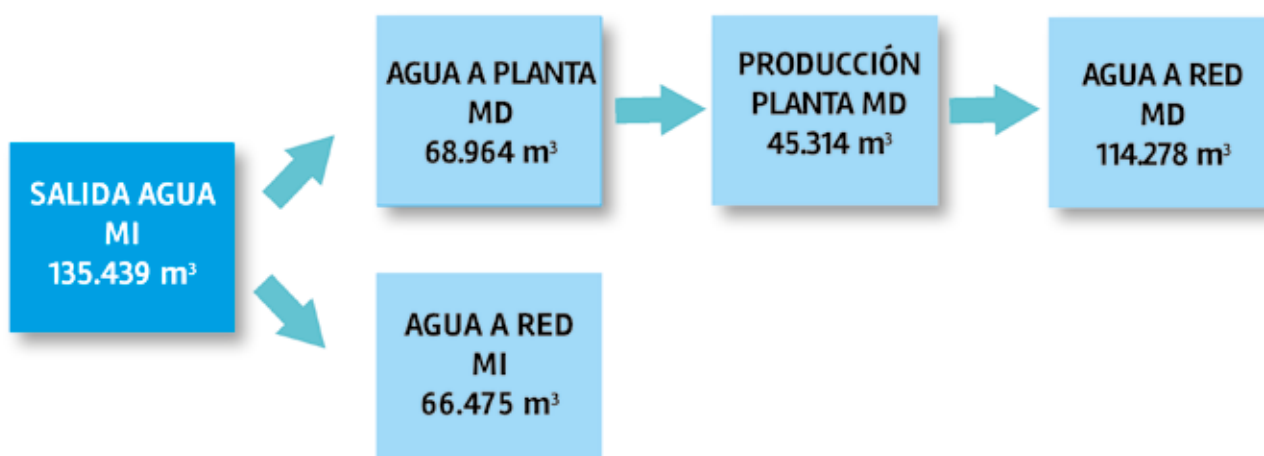 SALIDA AGUA
MI
135.439 m³
AGUA A PLANTA
MD
68.964 m³
PRODUCCIÓN
PLANTA MD
45.314 m³
AGUA A RED
MD
114.278 m³
AGUA A RED
MI
66.475 m³